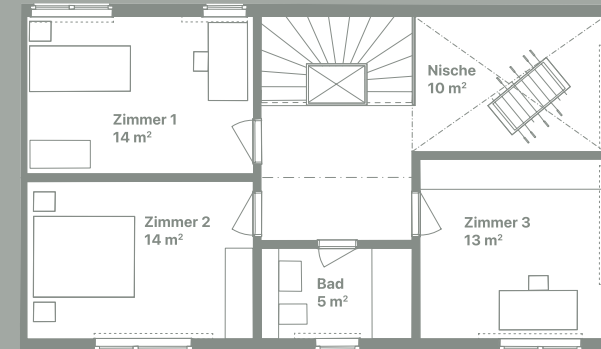 Nische
10 m²
Zimmer 1
14 m²
Zimmer 2
14 m²
Zimmer 3
13 m²
Bad
5 m²